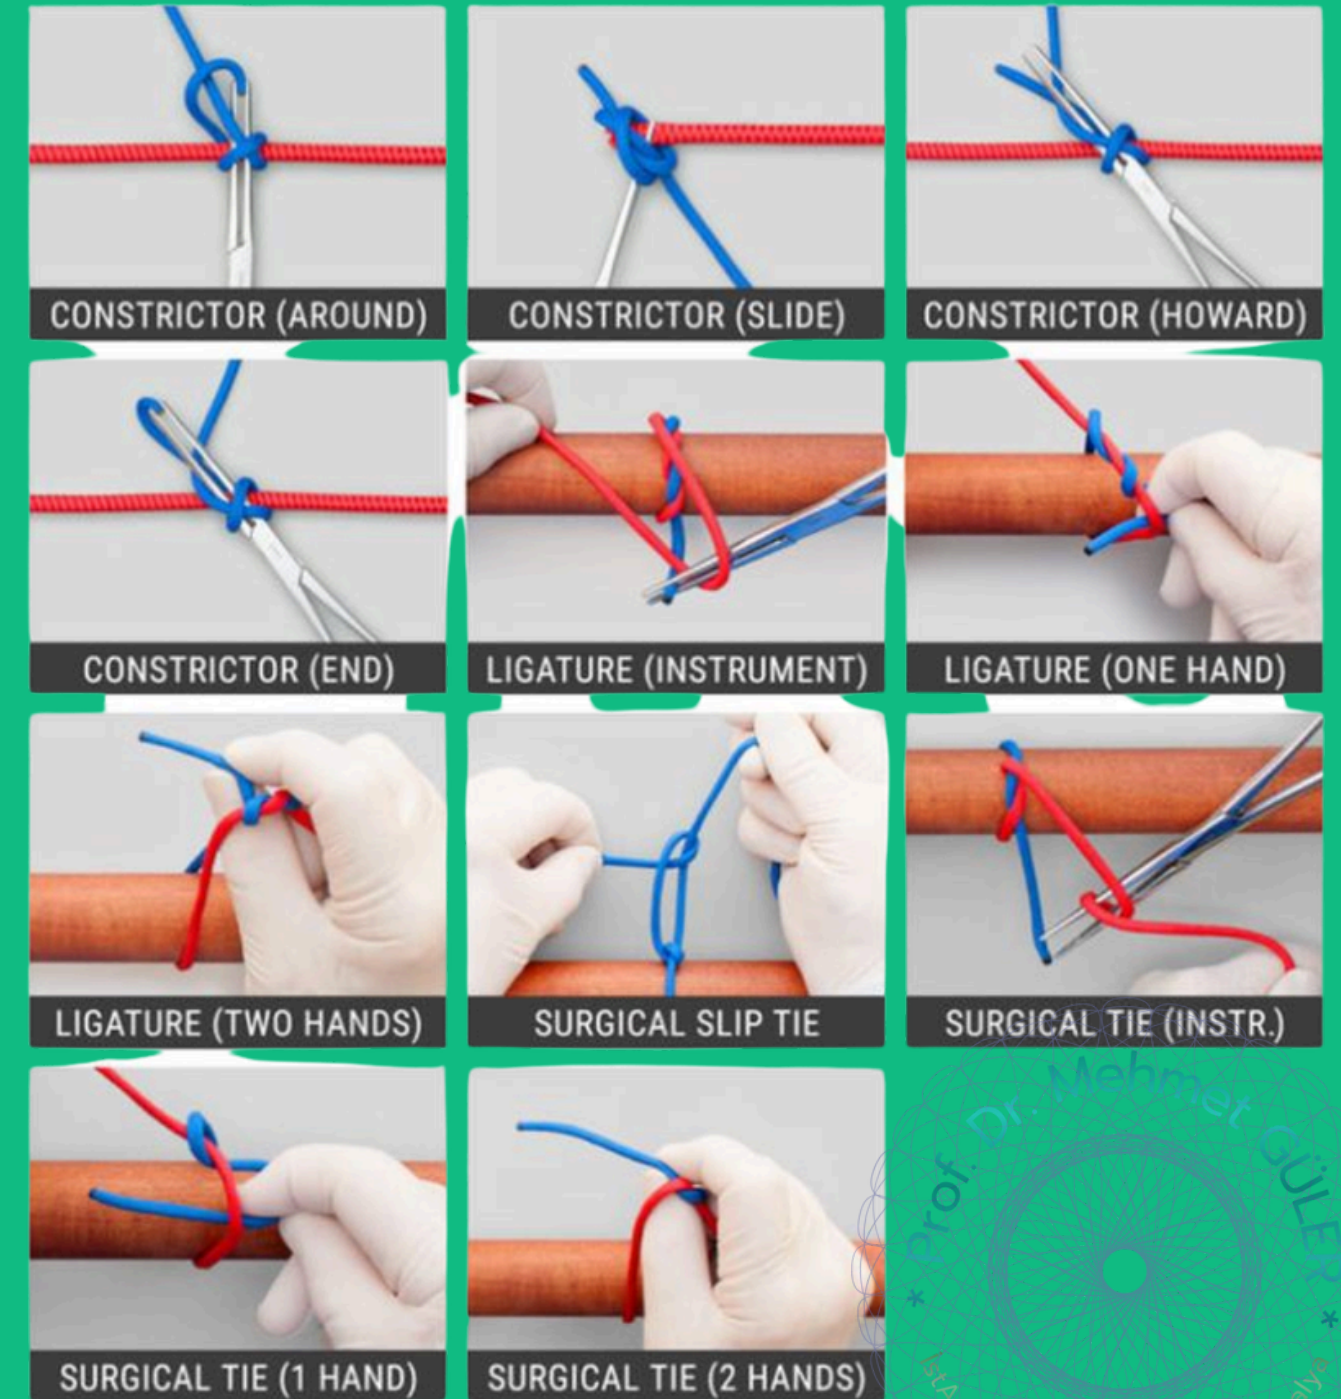 CONSTRICTOR (AROUND)
CONSTRICTOR (SLIDE)
CONSTRICTOR (HOWARD)
CONSTRICTOR (END)
LIGATURE (INSTRUMENT)
LIGATURE (ONE HAND)
LIGATURE (TWO HANDS)
SURGICAL SLIP TIE
SURGICAL TIE (INSTR.)
SURGICAL TIE (1 HAND)
SURGICAL TIE (2 HANDS)
* Prof. Dr. Mehmet GÜLER *